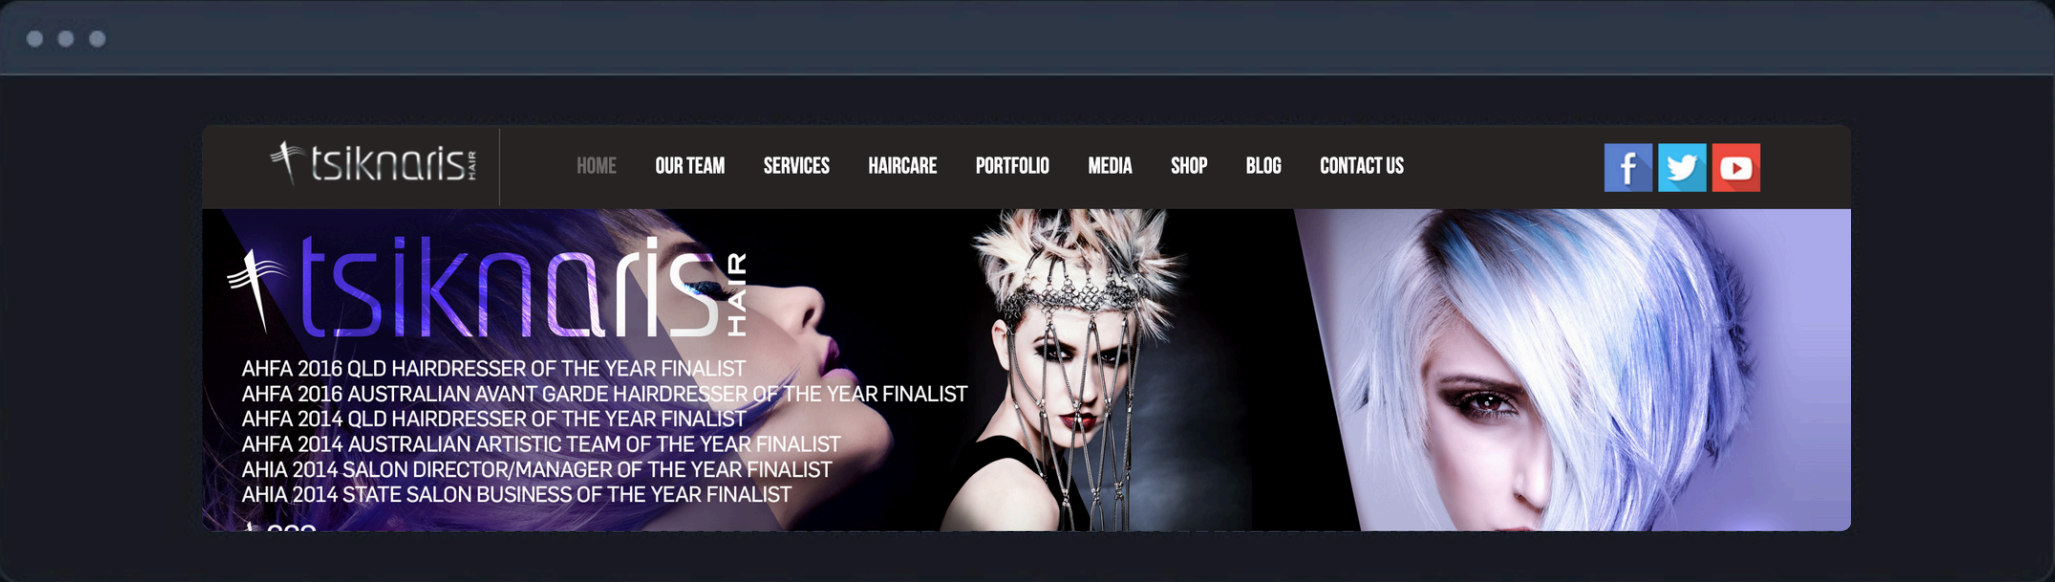 tsiknaris HAIR
HOME OUR TEAM SERVICES HAIRCARE PORTFOLIO MEDIA SHOP BLOG CONTACT US
tsiknaris HAIR
AHFA 2016 QLD HAIRDRESSER OF THE YEAR FINALIST
AHFA 2016 AUSTRALIAN AVANT GARDE HAIRDRESSER OF THE YEAR FINALIST
AHFA 2014 QLD HAIRDRESSER OF THE YEAR FINALIST
AHFA 2014 AUSTRALIAN ARTISTIC TEAM OF THE YEAR FINALIST
AHIA 2014 SALON DIRECTOR/MANAGER OF THE YEAR FINALIST
AHIA 2014 STATE SALON BUSINESS OF THE YEAR FINALIST